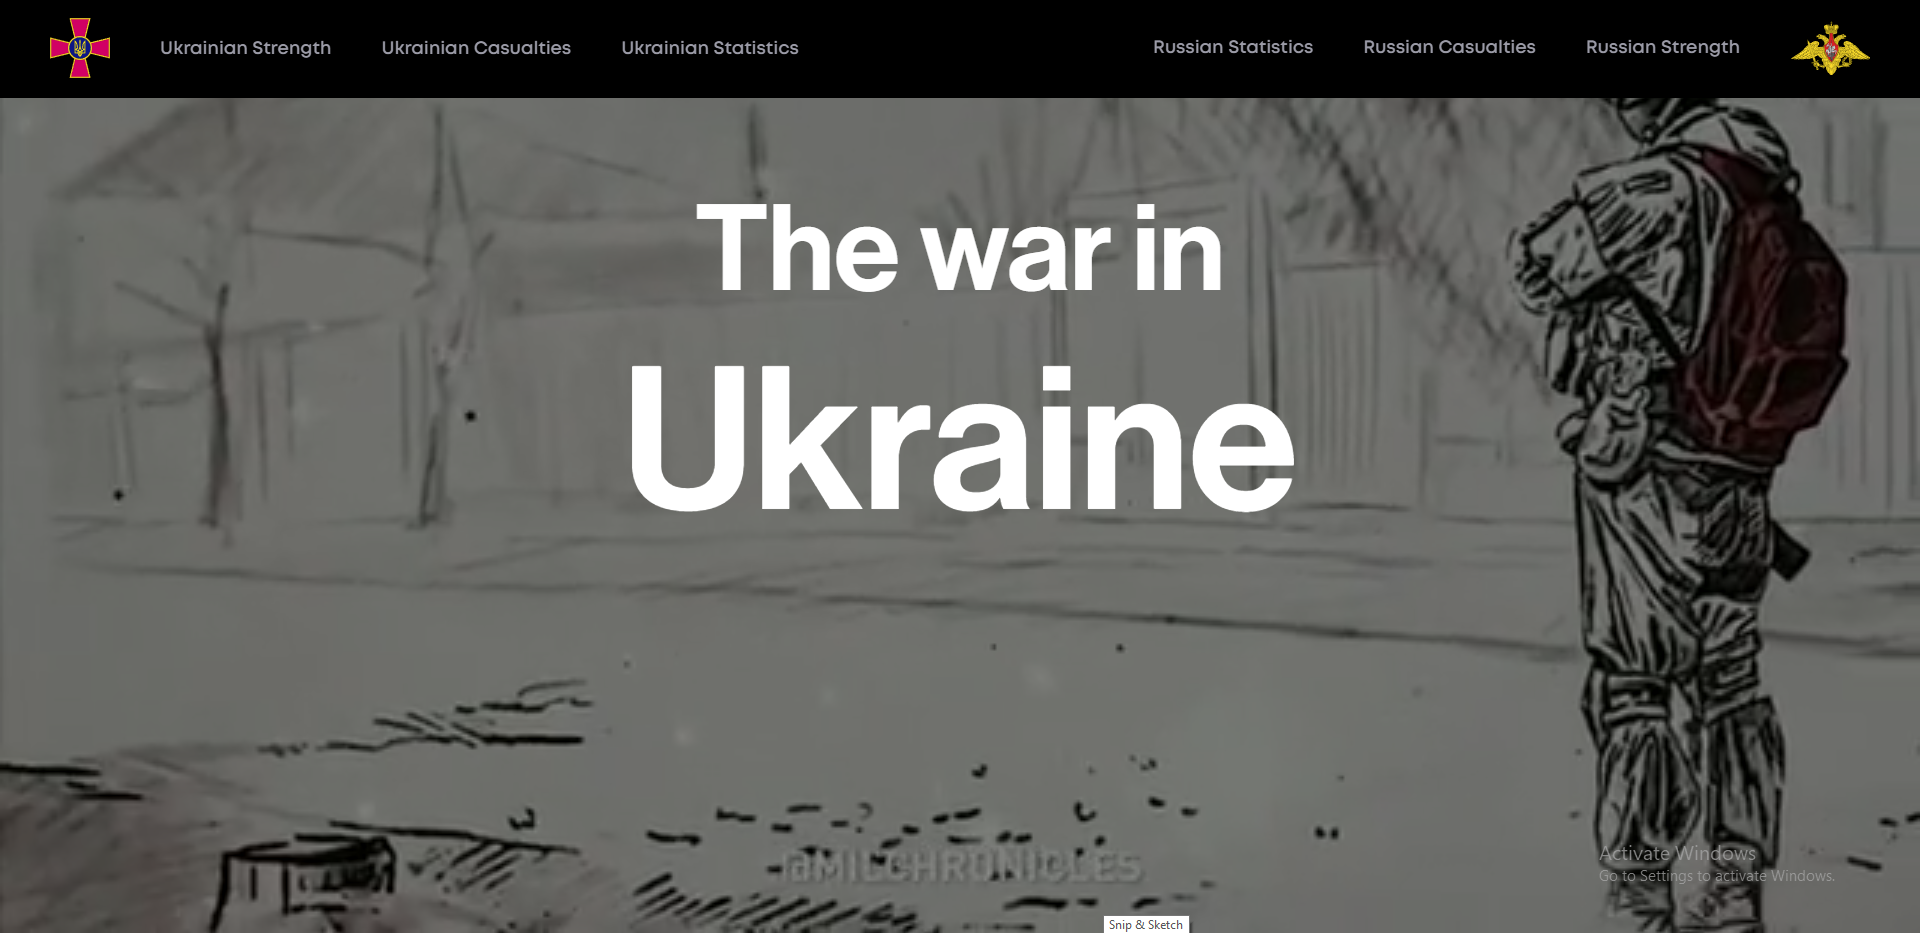 Ukrainian Strength
Ukrainian Casualties
Ukrainian Statistics
Russian Statistics
Russian Casualties
Russian Strength
The war in
Ukraine
@MILCHRONICLES
Activate Windows
Go to Settings to activate Windows.
Snip & Sketch